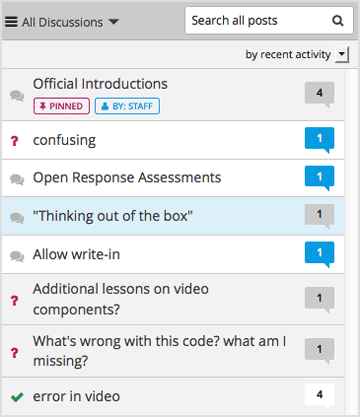 All Discussions
Search all posts
by recent activity
Official Introductions
4
PINNED
BY: STAFF
? confusing
1
Open Response Assessments
1
"Thinking out of the box"
1
Allow write-in
1
Additional lessons on video
? components?
1
What's wrong with this code? what am I
? missing?
1
error in video
4